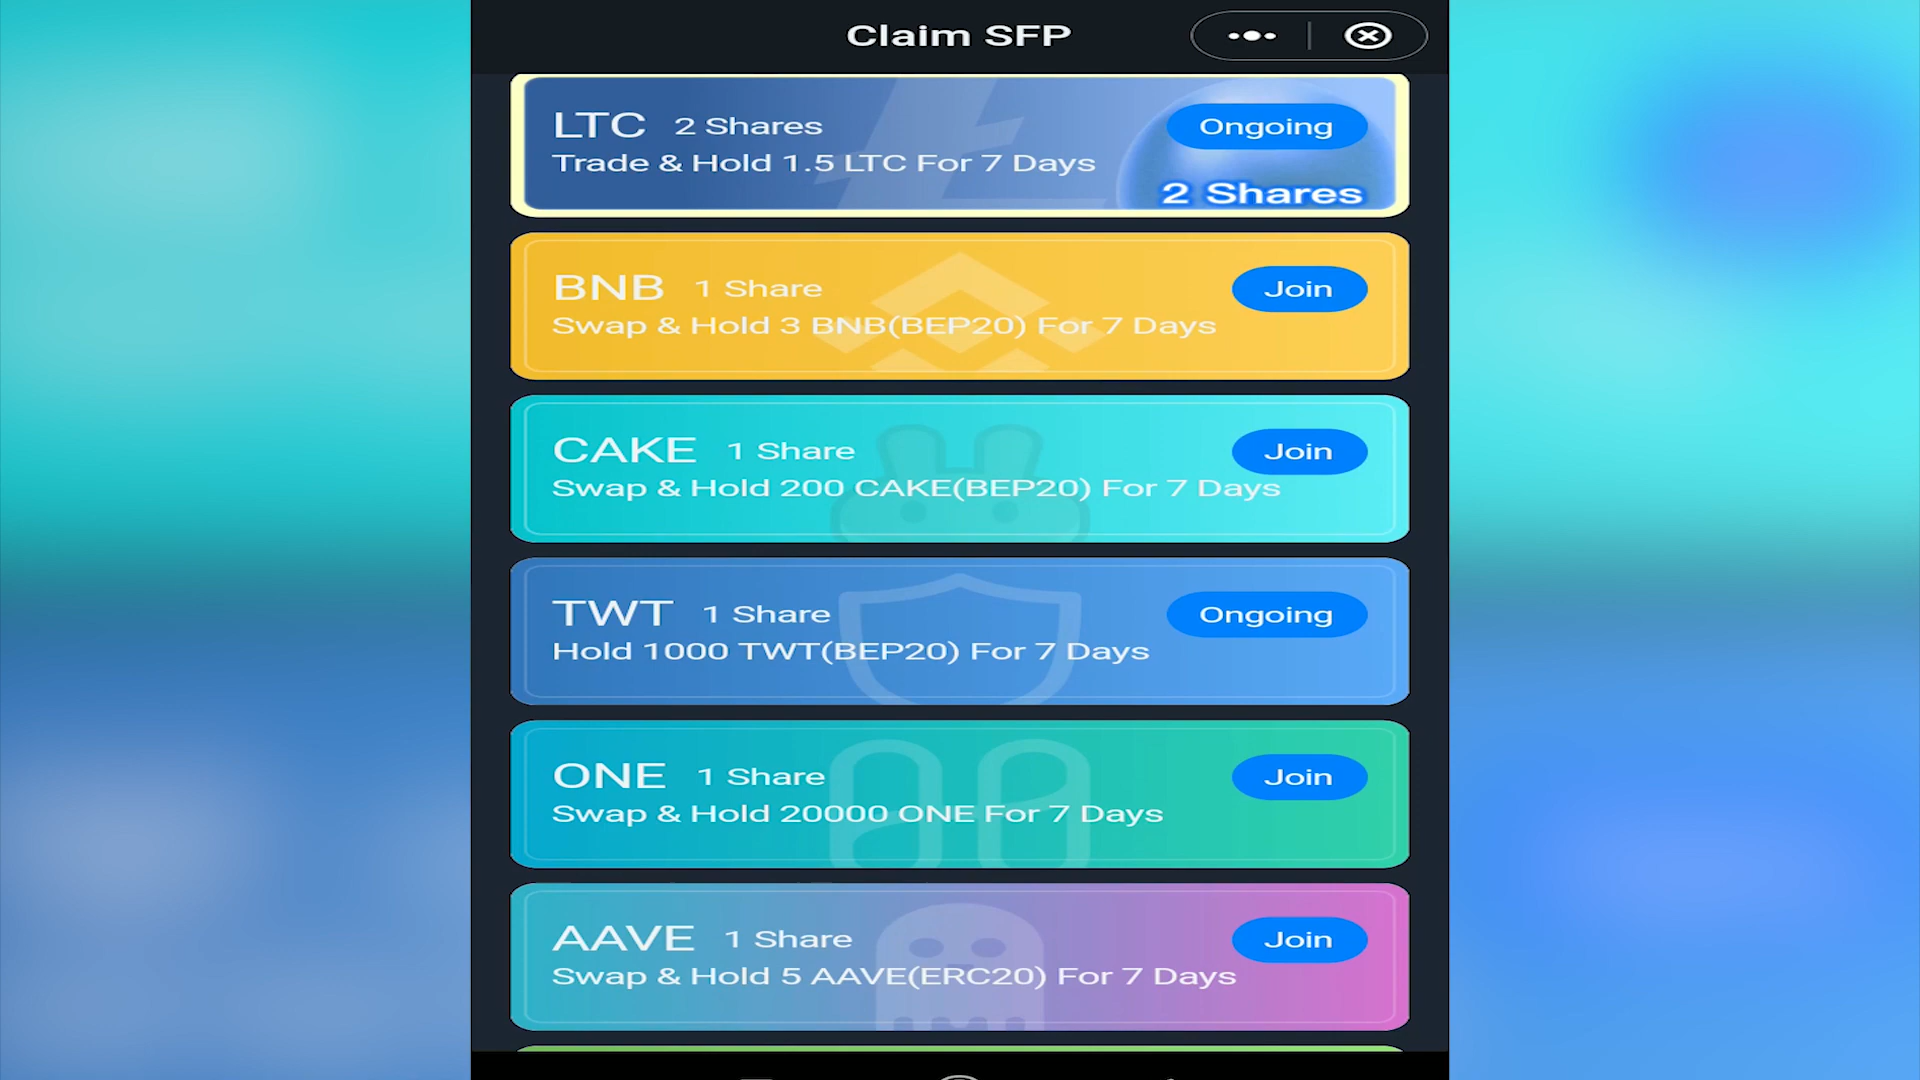 Claim SFP
LTC 2 Shares Ongoing
Trade & Hold 1.5 LTC For 7 Days
2 Shares
BNB 1 Share Join
Swap & Hold 3 BNB(BEP20) For 7 Days
CAKE 1 Share Join
Swap & Hold 200 CAKE(BEP20) For 7 Days
TWT 1 Share Ongoing
Hold 1000 TWT(BEP20) For 7 Days
ONE 1 Share Join
Swap & Hold 20000 ONE For 7 Days
AAVE 1 Share Join
Swap & Hold 5 AAVE(ERC20) For 7 Days